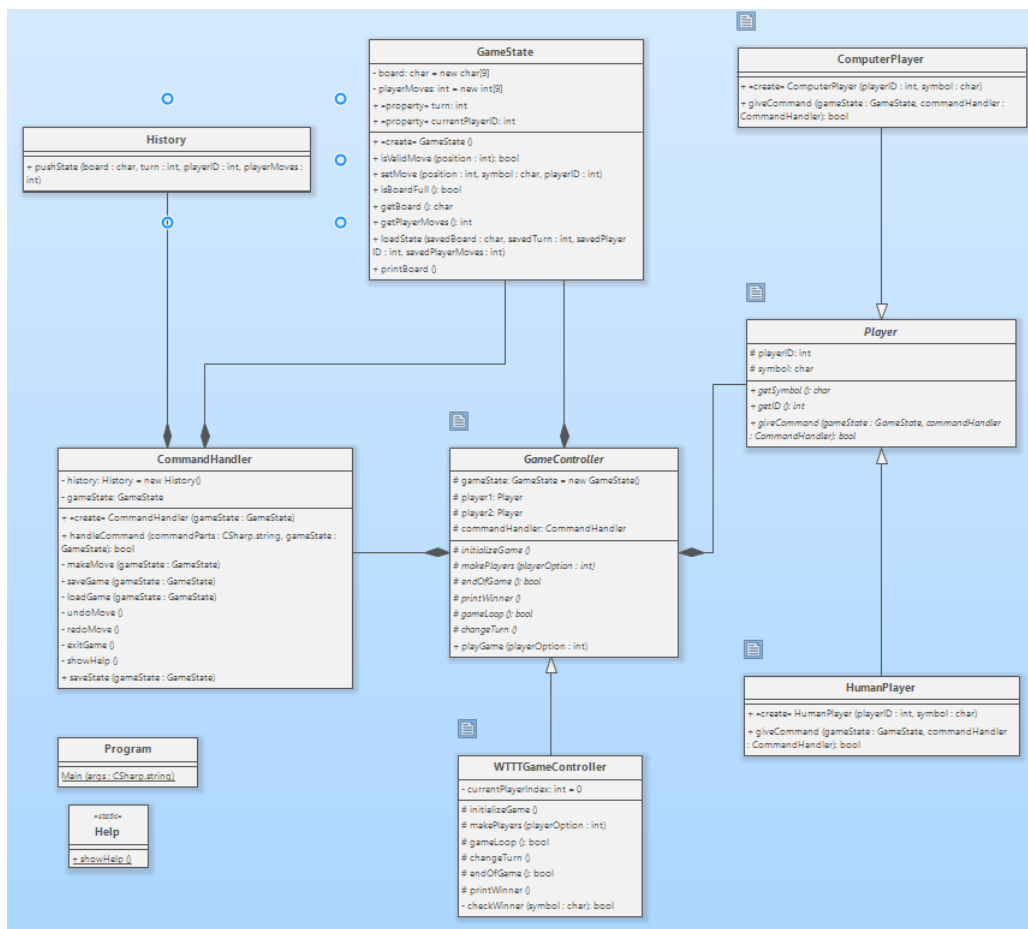 GameState
- board: char = new char[9]
- playerMoves: int = new int[9]
+ «property» turn: int
+ «property» currentPlayerID: int
+ «create» GameState ()
+ isValidMove (position : int): bool
+ setMove (position : int, symbol : char, playerID : int)
+ isBoardFull (): bool
+ getBoard (): char
+ getPlayerMoves (): int
+ loadState (savedBoard : char, savedTurn : int, savedPlayer
ID : int, savedPlayerMoves : int)
+ printBoard ()
ComputerPlayer
+ «create» ComputerPlayer (playerID : int, symbol : char)
+ giveCommand (gameState : GameState, commandHandler :
CommandHandler): bool
History
+ pushState (board : char, turn : int, playerID : int, playerMoves :
int)
Player
# playerID: int
# symbol: char
+ getSymbol (): char
+ getID (): int
+ giveCommand (gameState : GameState, commandHandler
: CommandHandler): bool
CommandHandler
- history: History = new History()
- gameState: GameState
+ «create» CommandHandler (gameState : GameState)
+ handleCommand (commandParts : CSharp.string, gameState :
GameState): bool
- makeMove (gameState : GameState)
- saveGame (gameState : GameState)
- loadGame (gameState : GameState)
- undoMove ()
- redoMove ()
- exitGame ()
- showHelp ()
+ saveState (gameState : GameState)
GameController
# gameState: GameState = new GameState()
# player1: Player
# player2: Player
# commandHandler: CommandHandler
# initializeGame ()
# makePlayers (playerOption : int)
# endOfGame (): bool
# printWinner ()
# gameLoop (): bool
# changeTurn ()
+ playGame (playerOption : int)
HumanPlayer
+ «create» HumanPlayer (playerID : int, symbol : char)
+ giveCommand (gameState : GameState, commandHandler
: CommandHandler): bool
Program
Main (args : CSharp.string)
«static»
Help
+ showHelp ()
WTTTGameController
- currentPlayerIndex: int = 0
# initializeGame ()
# makePlayers (playerOption : int)
# gameLoop (): bool
# changeTurn ()
# endOfGame (): bool
# printWinner ()
- checkWinner (symbol : char): bool